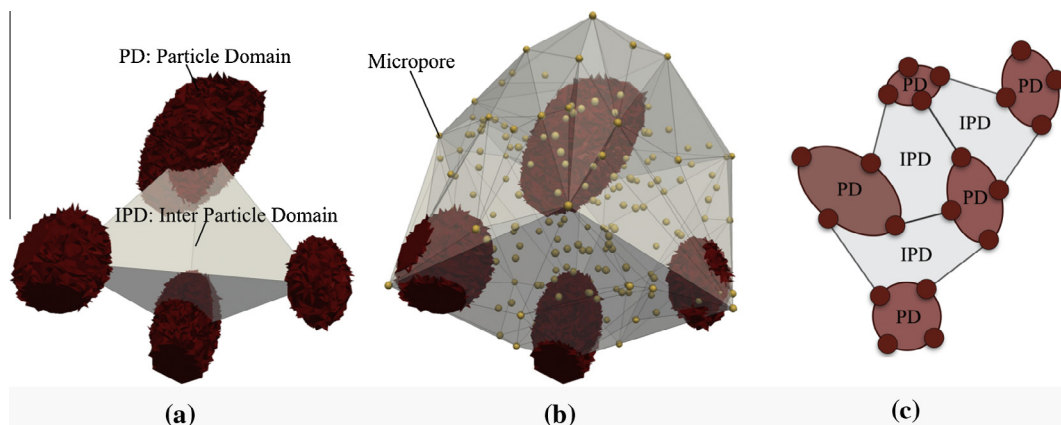 PD: Particle Domain
IPD: Inter Particle Domain
(a)
Micropore
(b)
PD
PD
IPD
IPD
PD
PD
IPD
PD
(c)